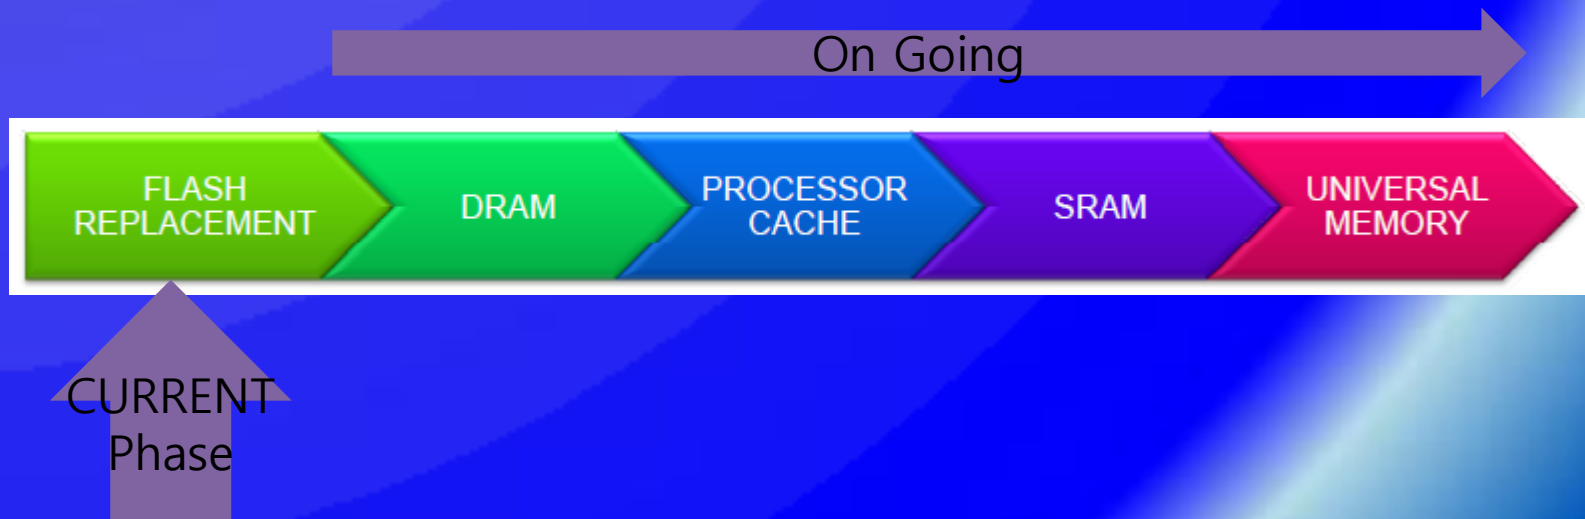 On Going
FLASH
REPLACEMENT
DRAM
PROCESSOR
CACHE
SRAM
UNIVERSAL
MEMORY
CURRENT
Phase